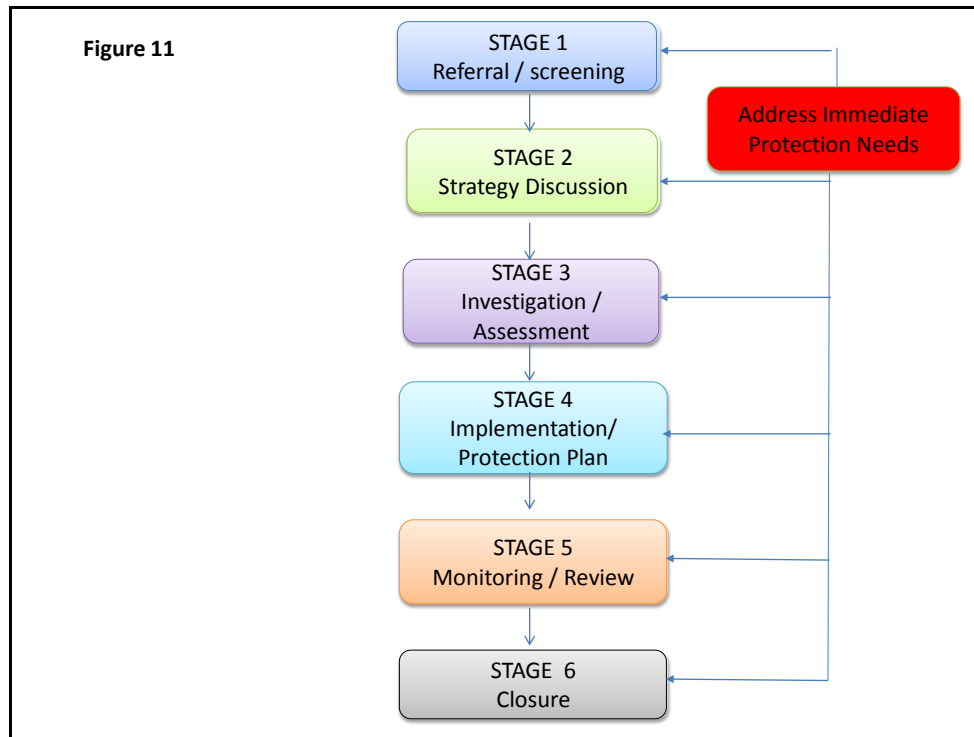 Figure 11
STAGE 1
Referral / screening
Address Immediate
Protection Needs
STAGE 2
Strategy Discussion
STAGE 3
Investigation /
Assessment
STAGE 4
Implementation/
Protection Plan
STAGE 5
Monitoring / Review
STAGE 6
Closure